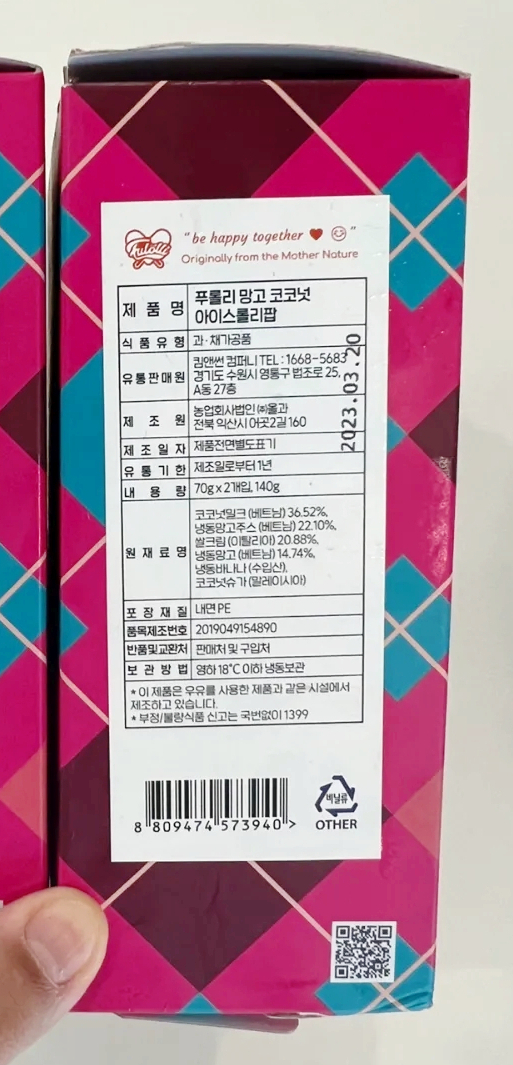 fulolli
"be happy together ♥ ☺"
Originally from the Mother Nature
제 품 명 푸롤리 망고 코코넛
아이스롤리팝
식 품 유 형 과·채가공품
유통판매원 킴앤썬 컴퍼니 TEL : 1668-5683
경기도 수원시 영통구 법조로 25,
A동 27층
제 조 원 농업회사법인 ㈜올과
전북 익산시 어곳2길 160
2023.03.20
제 조 일 자 제품전면별도표기
유 통 기 한 제조일로부터 1년
내 용 량 70g x 2개입, 140g
원 재 료 명 코코넛밀크 (베트남) 36.52%,
냉동망고주스 (베트남) 22.10%,
쌀크림 (이탈리아) 20.88%,
냉동망고 (베트남) 14.74%,
냉동바나나 (수입산),
코코넛슈가 (말레이시아)
포 장 재 질 내면 PE
품목제조번호 2019049154890
반품및교환처 판매처 및 구입처
보 관 방 법 영하 18°C 이하 냉동보관
* 이 제품은 우유를 사용한 제품과 같은 시설에서
제조하고 있습니다.
* 부정/불량식품 신고는 국번없이 1399
8 809474 573940 >
비닐류
OTHER